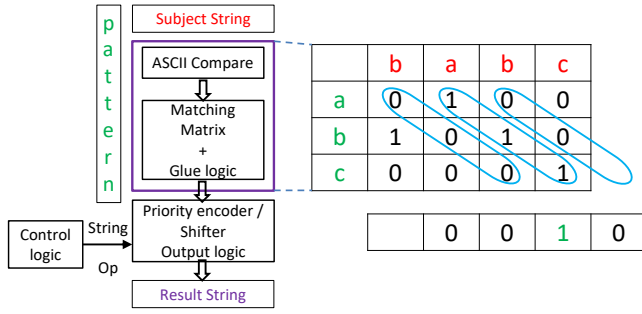 pattern
Subject String
ASCII Compare
Matching
Matrix
+
Glue logic
Priority encoder /
Shifter
Output logic
Control
logic
String
Op
Result String
b a b c
a 0 1 0 0
b 1 0 1 0
c 0 0 0 1
0 0 1 0